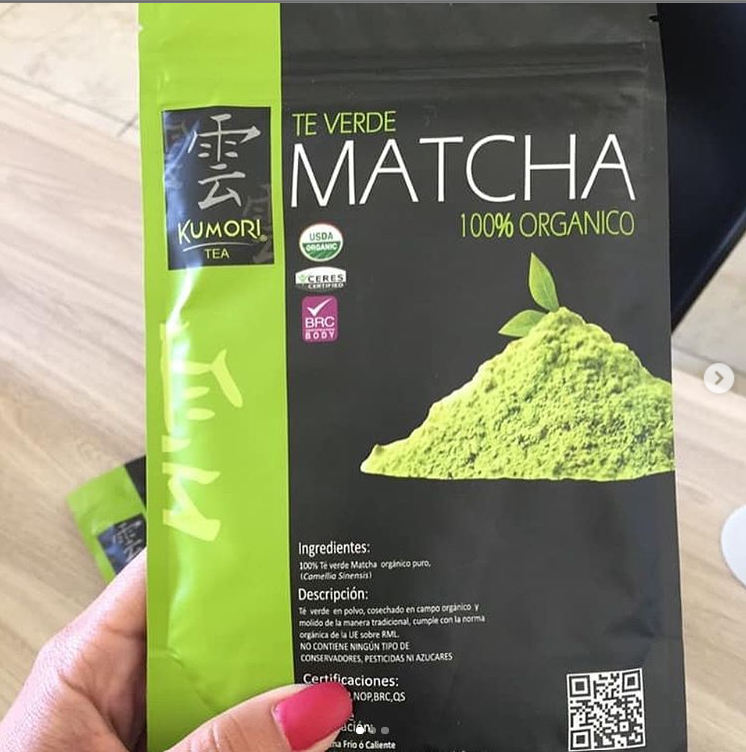 雲
KUMORI®
TEA
TE VERDE
MATCHA
100% ORGANICO
USDA
ORGANIC
CERES
CERTIFIED
BRC
BODY
Ingredientes:
100% Té verde Matcha orgánico puro,
(Camellia Sinensis)
Descripción:
Té verde en polvo, cosechado en campo orgánico y
molido de la manera tradicional, cumple con la norma
orgánica de la UE sobre RML.
NO CONTIENE NINGÚN TIPO DE
CONSERVADORES, PESTICIDAS NI AZUCARES
Certificaciones:
NOP,BRC,QS
Frio ó Caliente